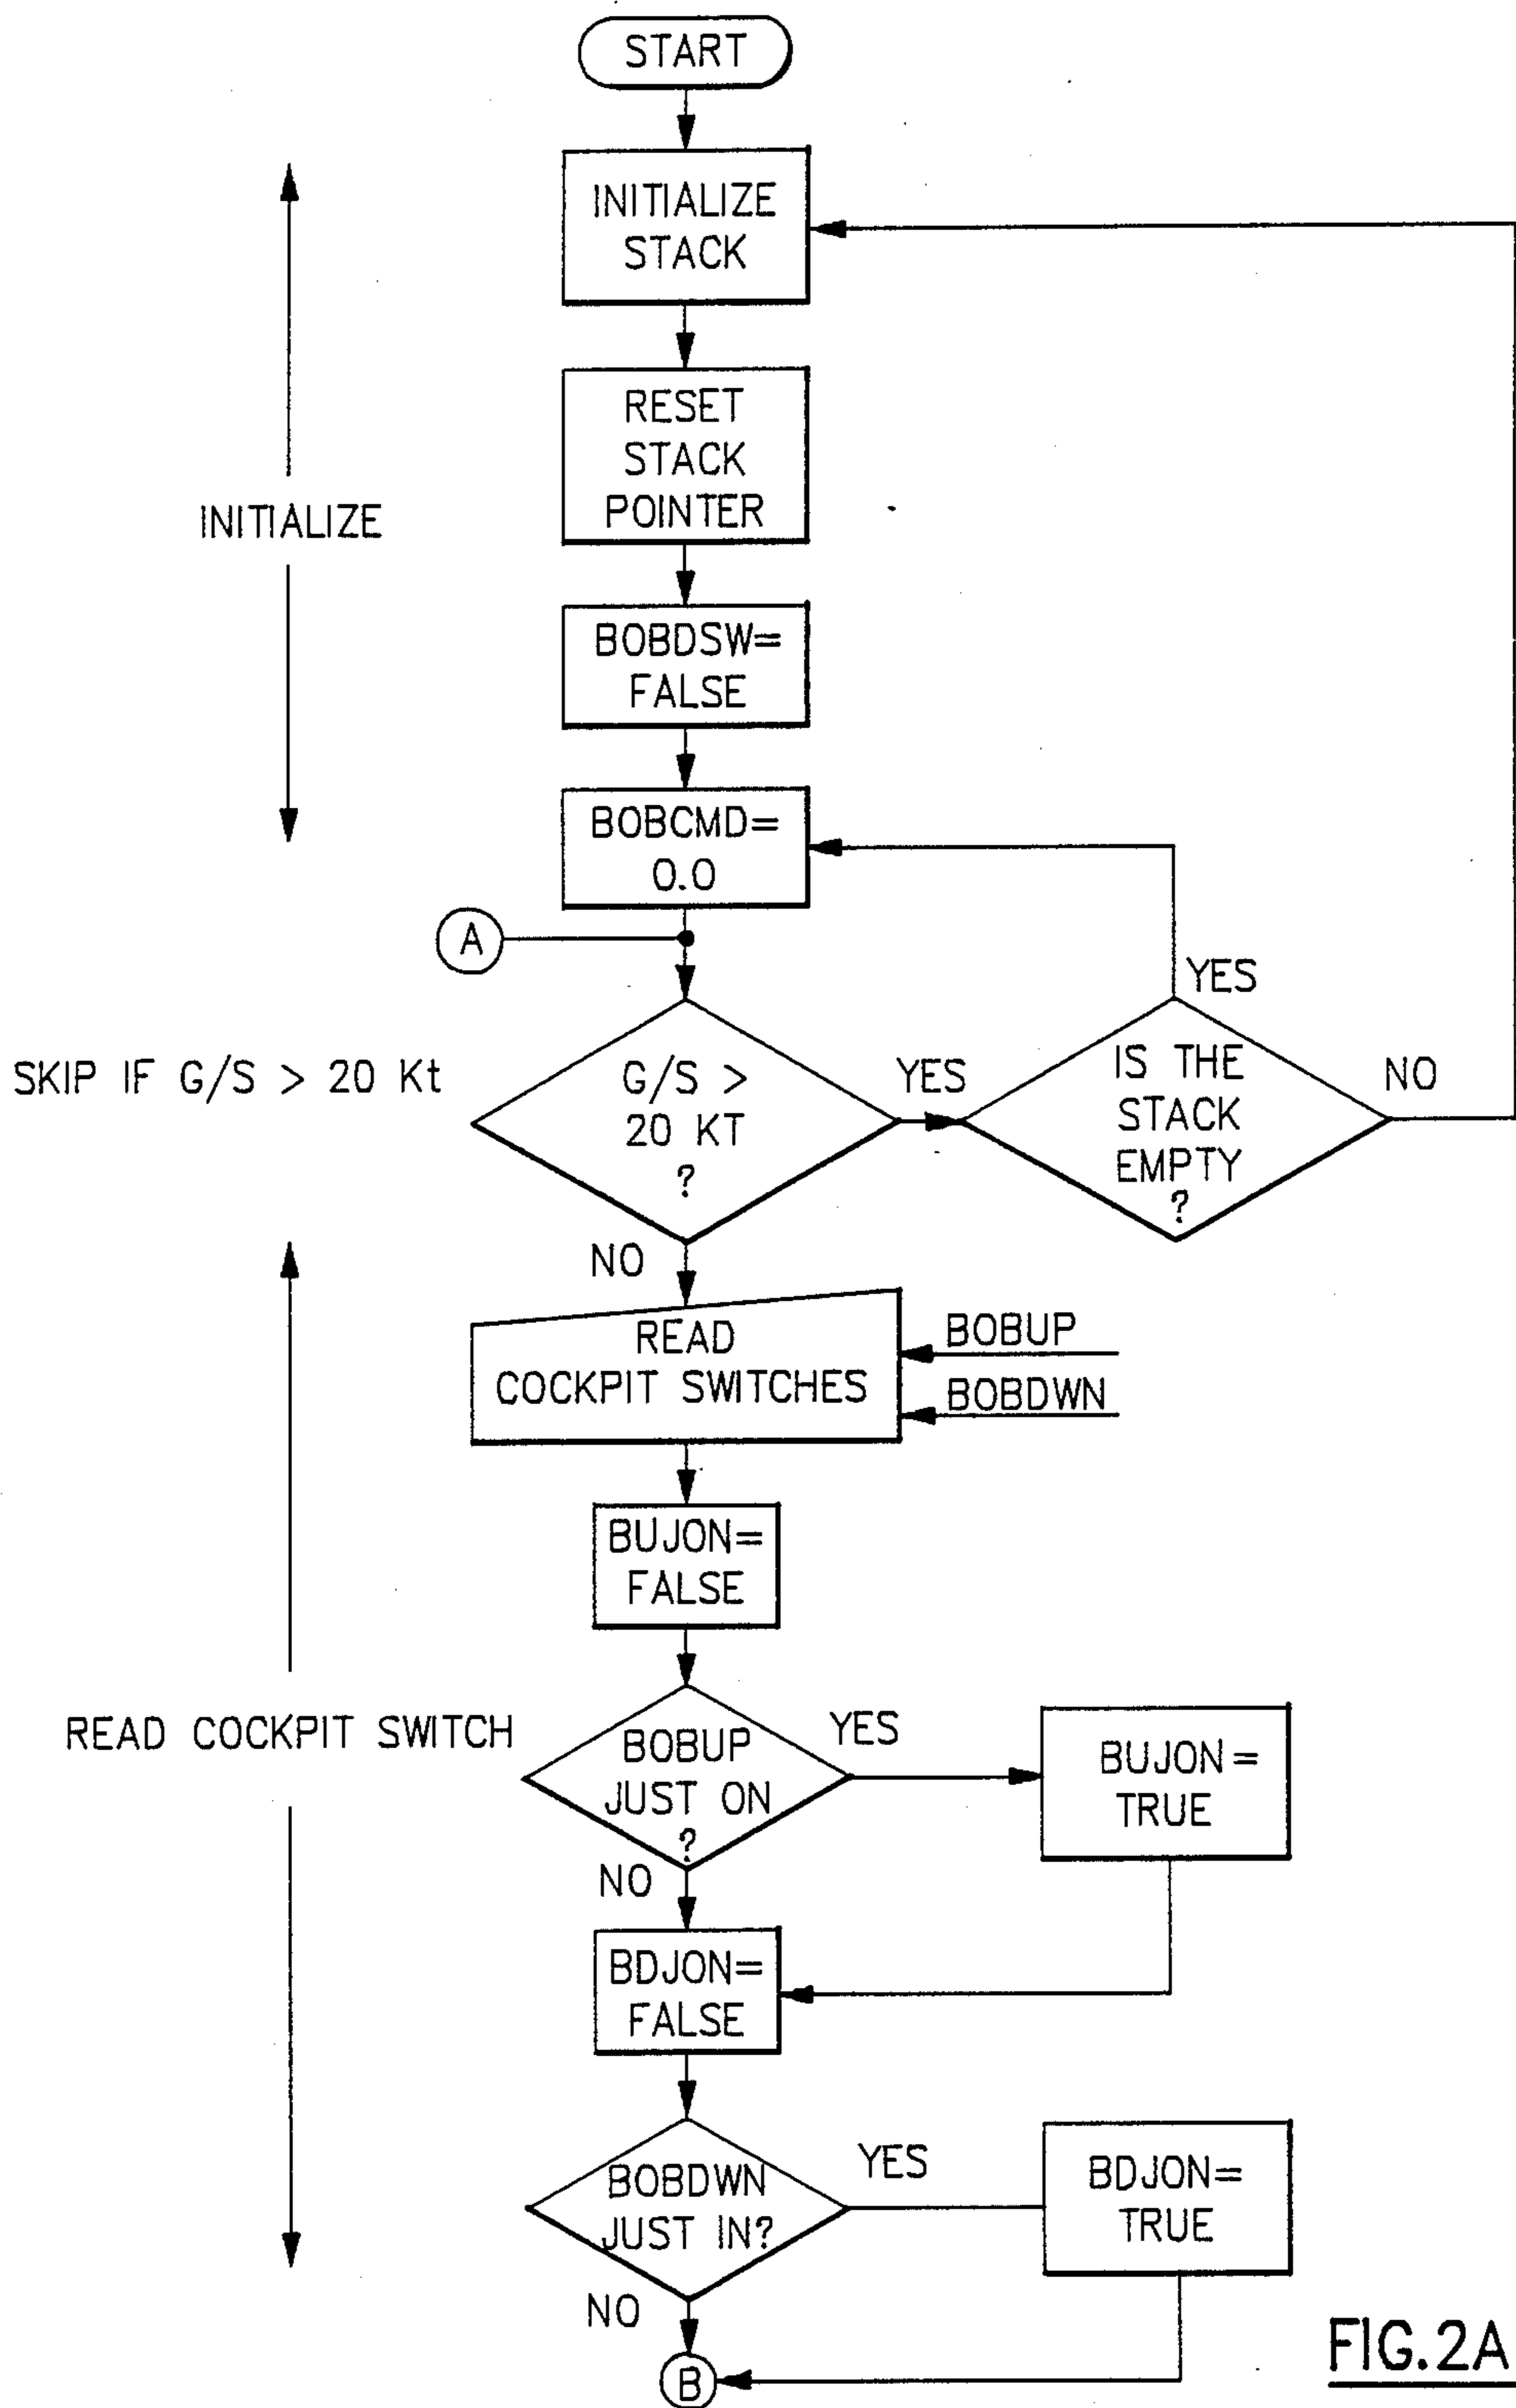 START
INITIALIZE
STACK
RESET
STACK
POINTER
INITIALIZE
BOBDSW=
FALSE
BOBCMD=
0.0
A
YES
SKIP IF G/S > 20 Kt
G/S >
20 KT
?
YES
IS THE
STACK
EMPTY
?
NO
NO
READ
COCKPIT SWITCHES
BOBUP
BOBDWN
BUJON=
FALSE
READ COCKPIT SWITCH
BOBUP
JUST ON
?
YES
BUJON=
TRUE
NO
BDJON=
FALSE
BOBDWN
JUST IN?
YES
BDJON=
TRUE
NO
B
FIG.2A